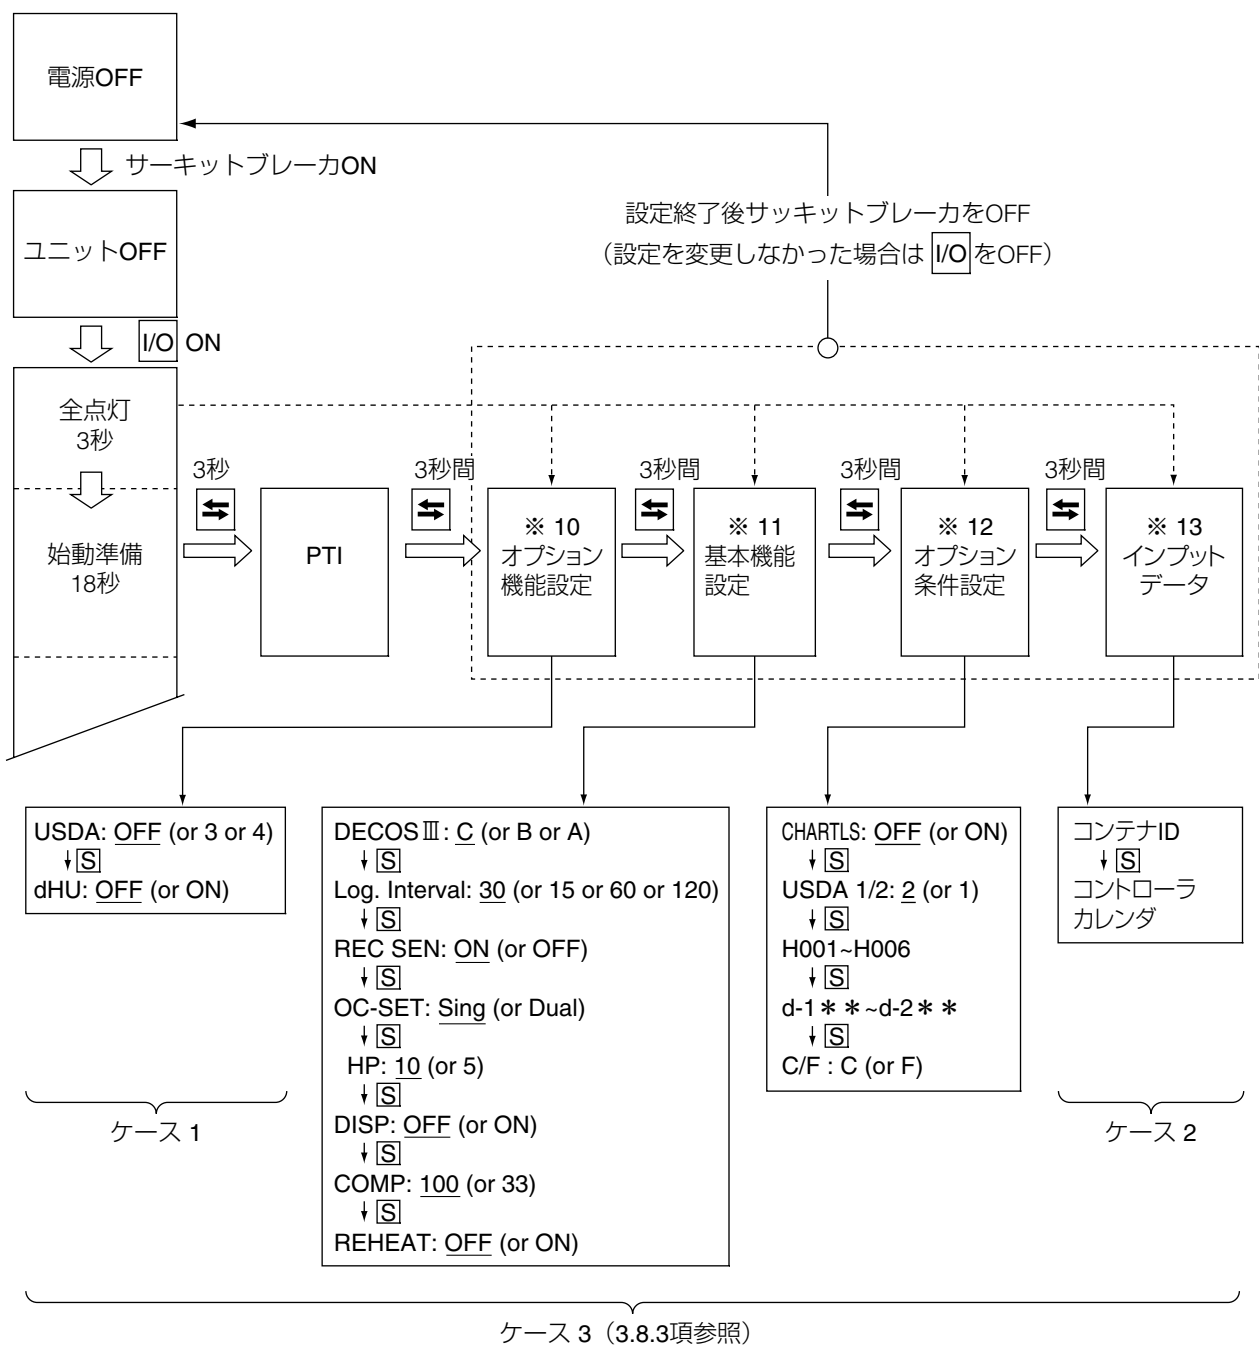 電源OFF
サーキットブレーカON
ユニットOFF
設定終了後サッキットブレーカをOFF
（設定を変更しなかった場合は I/O をOFF）
I/O ON
全点灯
3秒
始動準備
18秒
3秒
PTI
3秒間
※ 10
オプション
機能設定
3秒間
※ 11
基本機能
設定
3秒間
※ 12
オプション
条件設定
3秒間
※ 13
インプット
データ
USDA: OFF (or 3 or 4)
S
dHU: OFF (or ON)
DECOSⅢ: C (or B or A)
S
Log. Interval: 30 (or 15 or 60 or 120)
S
REC SEN: ON (or OFF)
S
OC-SET: Sing (or Dual)
S
HP: 10 (or 5)
S
DISP: OFF (or ON)
S
COMP: 100 (or 33)
S
REHEAT: OFF (or ON)
CHARTLS: OFF (or ON)
S
USDA 1/2: 2 (or 1)
S
H001~H006
S
d-1＊＊~d-2＊＊
S
C/F : C (or F)
コンテナID
S
コントローラ
カレンダ
ケース 1
ケース 2
ケース 3（3.8.3項参照）